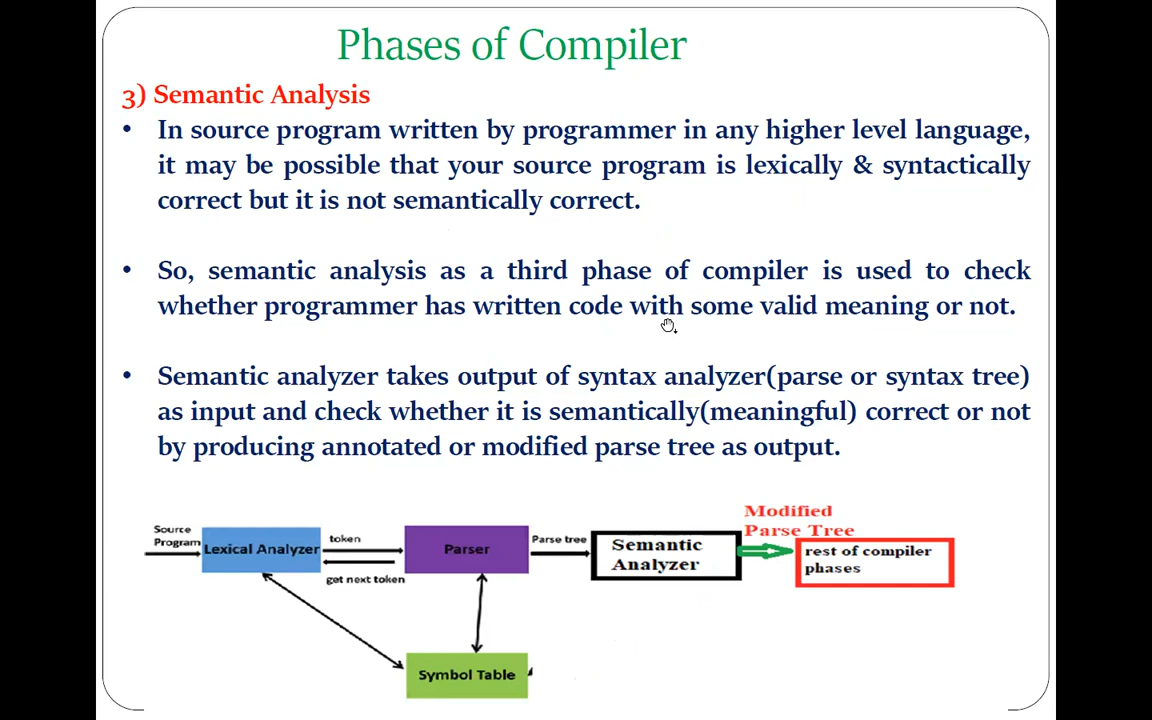 Phases of Compiler
3) Semantic Analysis
• In source program written by programmer in any higher level language,
it may be possible that your source program is lexically & syntactically
correct but it is not semantically correct.
• So, semantic analysis as a third phase of compiler is used to check
whether programmer has written code with some valid meaning or not.
• Semantic analyzer takes output of syntax analyzer(parse or syntax tree)
as input and check whether it is semantically(meaningful) correct or not
by producing annotated or modified parse tree as output.
Source
Program
Lexical Analyzer
token
get next token
Parser
Parse tree
Semantic
Analyzer
Modified
Parse Tree
rest of compiler
phases
Symbol Table